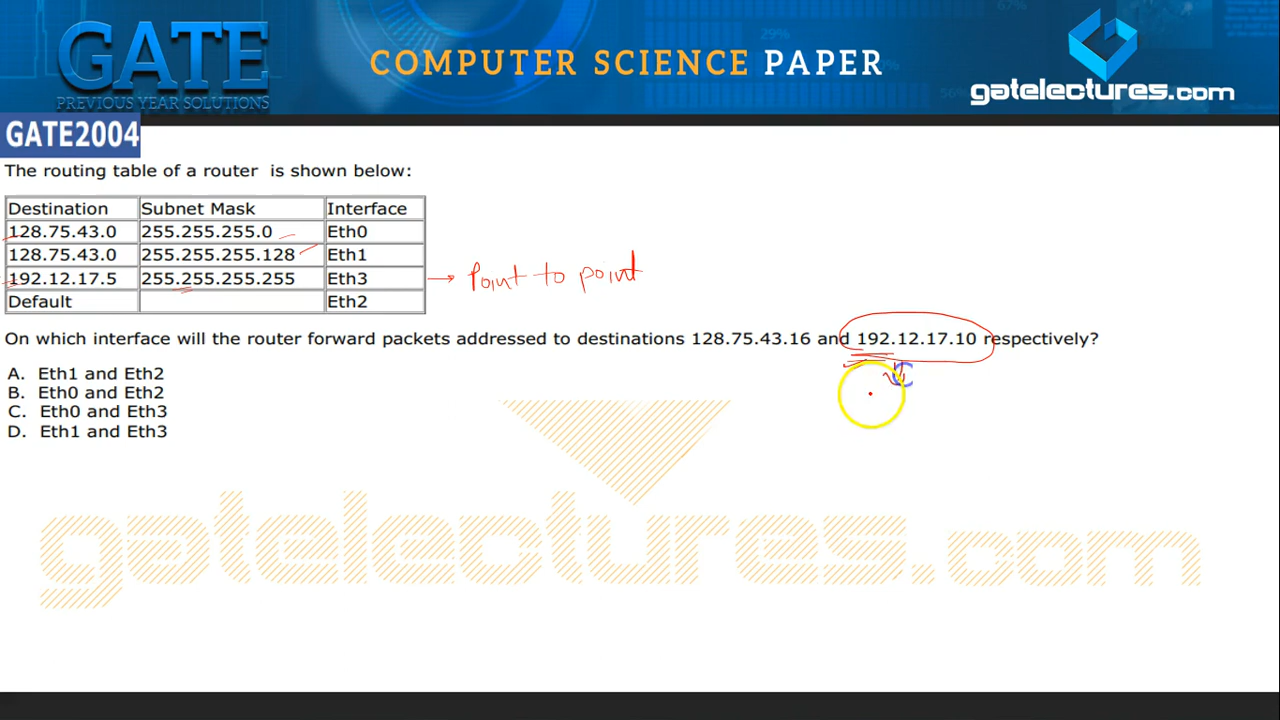 GATE
PREVIOUS YEAR SOLUTIONS
COMPUTER SCIENCE PAPER
gatelectures.com
GATE2004
The routing table of a router is shown below:
Destination Subnet Mask Interface
128.75.43.0 255.255.255.0 Eth0
128.75.43.0 255.255.255.128 Eth1
192.12.17.5 255.255.255.255 Eth3
Point to point
Default Eth2
On which interface will the router forward packets addressed to destinations 128.75.43.16 and 192.12.17.10 respectively?
A. Eth1 and Eth2
B. Eth0 and Eth2
C. Eth0 and Eth3
D. Eth1 and Eth3
gatelectures.com